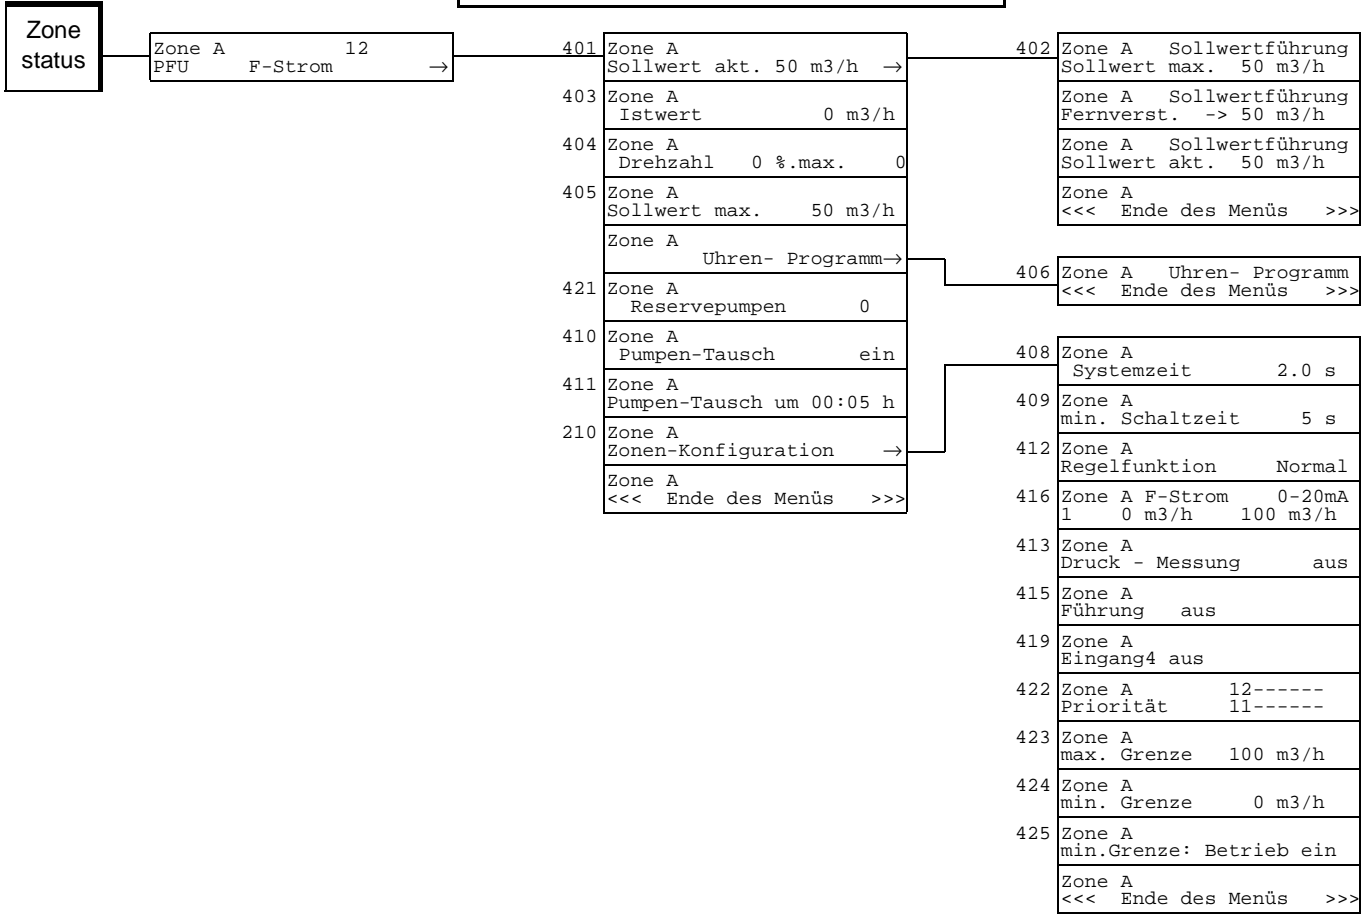 Zone
status
Zone A 12
PFU F-Strom →
401 Zone A
Sollwert akt. 50 m3/h →
403 Zone A
Istwert 0 m3/h
404 Zone A
Drehzahl 0 %.max. 0
405 Zone A
Sollwert max. 50 m3/h
Zone A
Uhren- Programm→
421 Zone A
Reservepumpen 0
410 Zone A
Pumpen-Tausch ein
411 Zone A
Pumpen-Tausch um 00:05 h
210 Zone A
Zonen-Konfiguration →
Zone A
<<< Ende des Menüs >>>
402 Zone A Sollwertführung
Sollwert max. 50 m3/h
Zone A Sollwertführung
Fernverst. -> 50 m3/h
Zone A Sollwertführung
Sollwert akt. 50 m3/h
Zone A
<<< Ende des Menüs >>>
406 Zone A Uhren- Programm
<<< Ende des Menüs >>>
408 Zone A
Systemzeit 2.0 s
409 Zone A
min. Schaltzeit 5 s
412 Zone A
Regelfunktion Normal
416 Zone A F-Strom 0-20mA
1 0 m3/h 100 m3/h
413 Zone A
Druck - Messung aus
415 Zone A
Führung aus
419 Zone A
Eingang4 aus
422 Zone A 12------
Priorität 11------
423 Zone A
max. Grenze 100 m3/h
424 Zone A
min. Grenze 0 m3/h
425 Zone A
min.Grenze: Betrieb ein
Zone A
<<< Ende des Menüs >>>